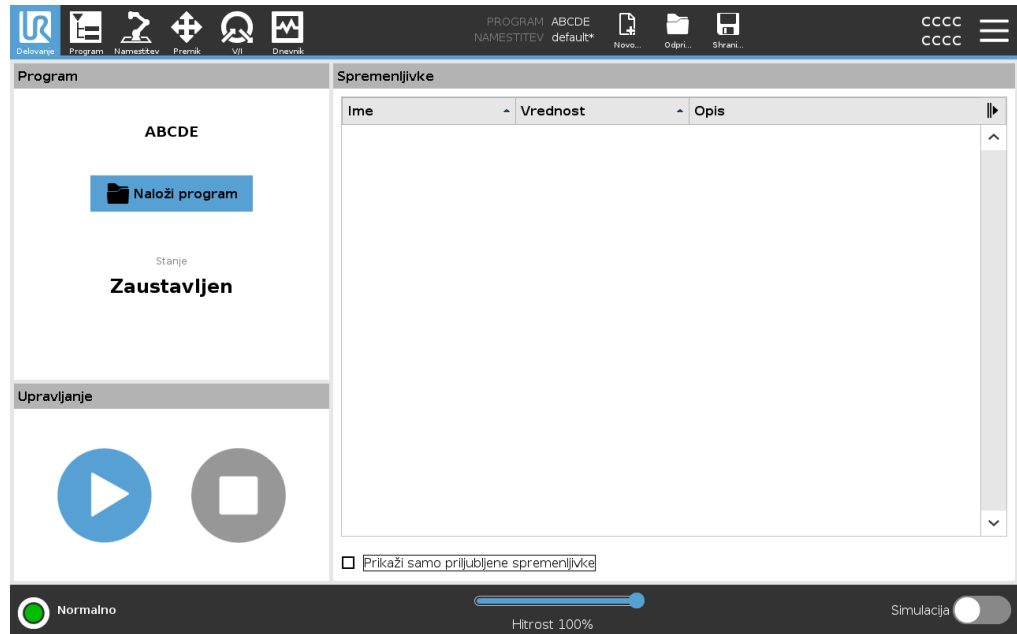 PROGRAM ABCDE
NAMESTITEV default*
CCCC
CCCC
Delovanje Program Namestitev Premik V/I Dnevnik Novo... Odpri... Shrani...
Program
ABCDE
Naloži program
Stanje
Zaustavljen
Upravljanje
Spremenljivke
Ime Vrednost Opis
Prikaži samo priljubljene spremenljivke
Normalno
Hitrost 100%
Simulacija